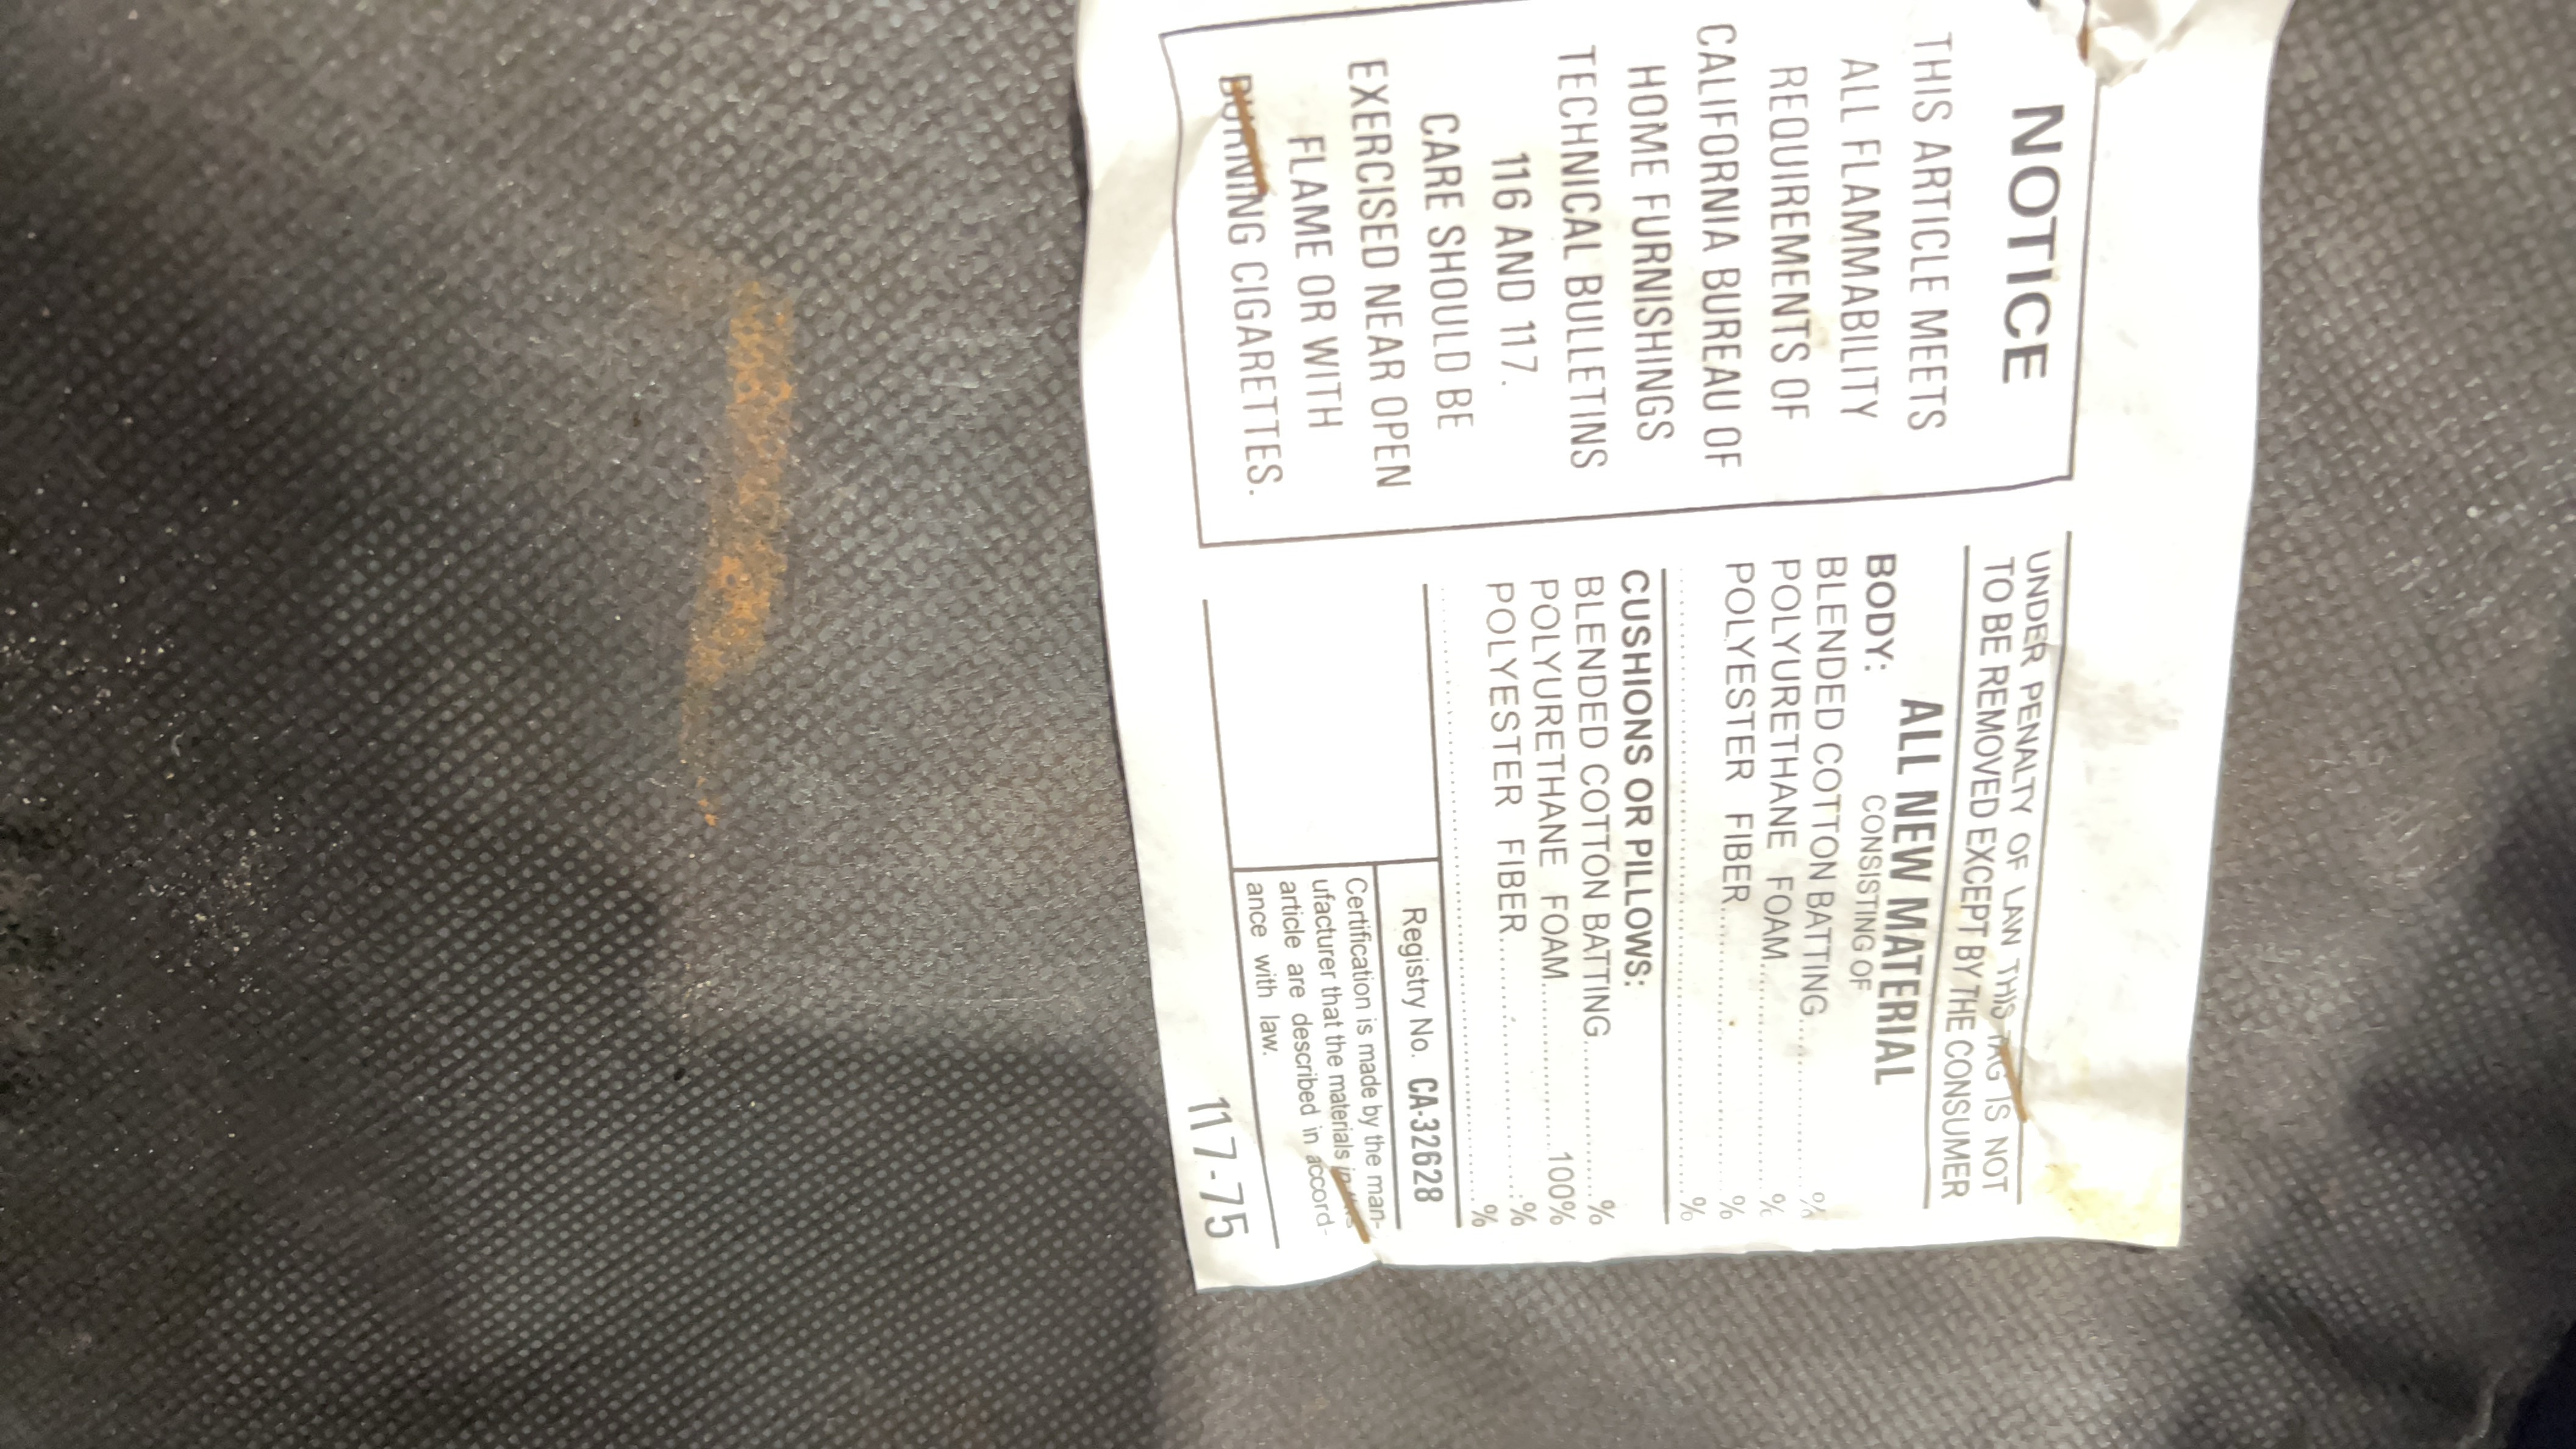 NOTICE
THIS ARTICLE MEETS
ALL FLAMMABILITY
REQUIREMENTS OF
CALIFORNIA BUREAU OF
HOME FURNISHINGS
TECHNICAL BULLETINS
116 AND 117.
CARE SHOULD BE
EXERCISED NEAR OPEN
FLAME OR WITH
BURNING CIGARETTES.
UNDER PENALTY OF LAW THIS TAG IS NOT
TO BE REMOVED EXCEPT BY THE CONSUMER
ALL NEW MATERIAL
CONSISTING OF
BODY:
BLENDED COTTON BATTING.....................%
POLYURETHANE FOAM.....................%
POLYESTER FIBER.....................%
.....................%
CUSHIONS OR PILLOWS:
BLENDED COTTON BATTING.....................%
POLYURETHANE FOAM.....................100%
POLYESTER FIBER.....................%
.....................%
Registry No. CA-32628
Certification is made by the man-
ufacturer that the materials in this
article are described in accord-
ance with law.
117-75